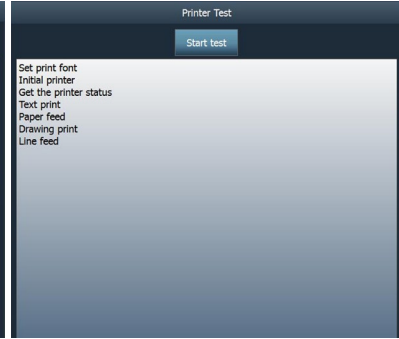 Printer Test
Start test
Set print font
Initial printer
Get the printer status
Text print
Paper feed
Drawing print
Line feed